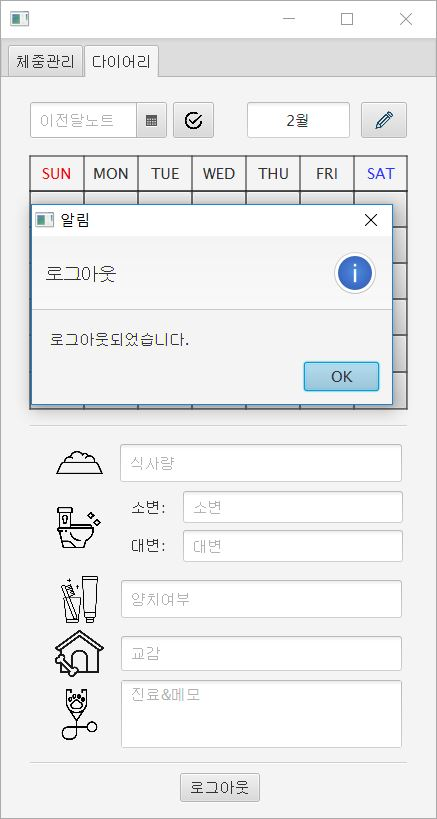 체중관리 다이어리
이전달노트 2월
SUN MON TUE WED THU FRI SAT
알림
로그아웃
로그아웃되었습니다.
OK
식사량
소변: 소변
대변: 대변
양치여부
교감
진료&메모
로그아웃